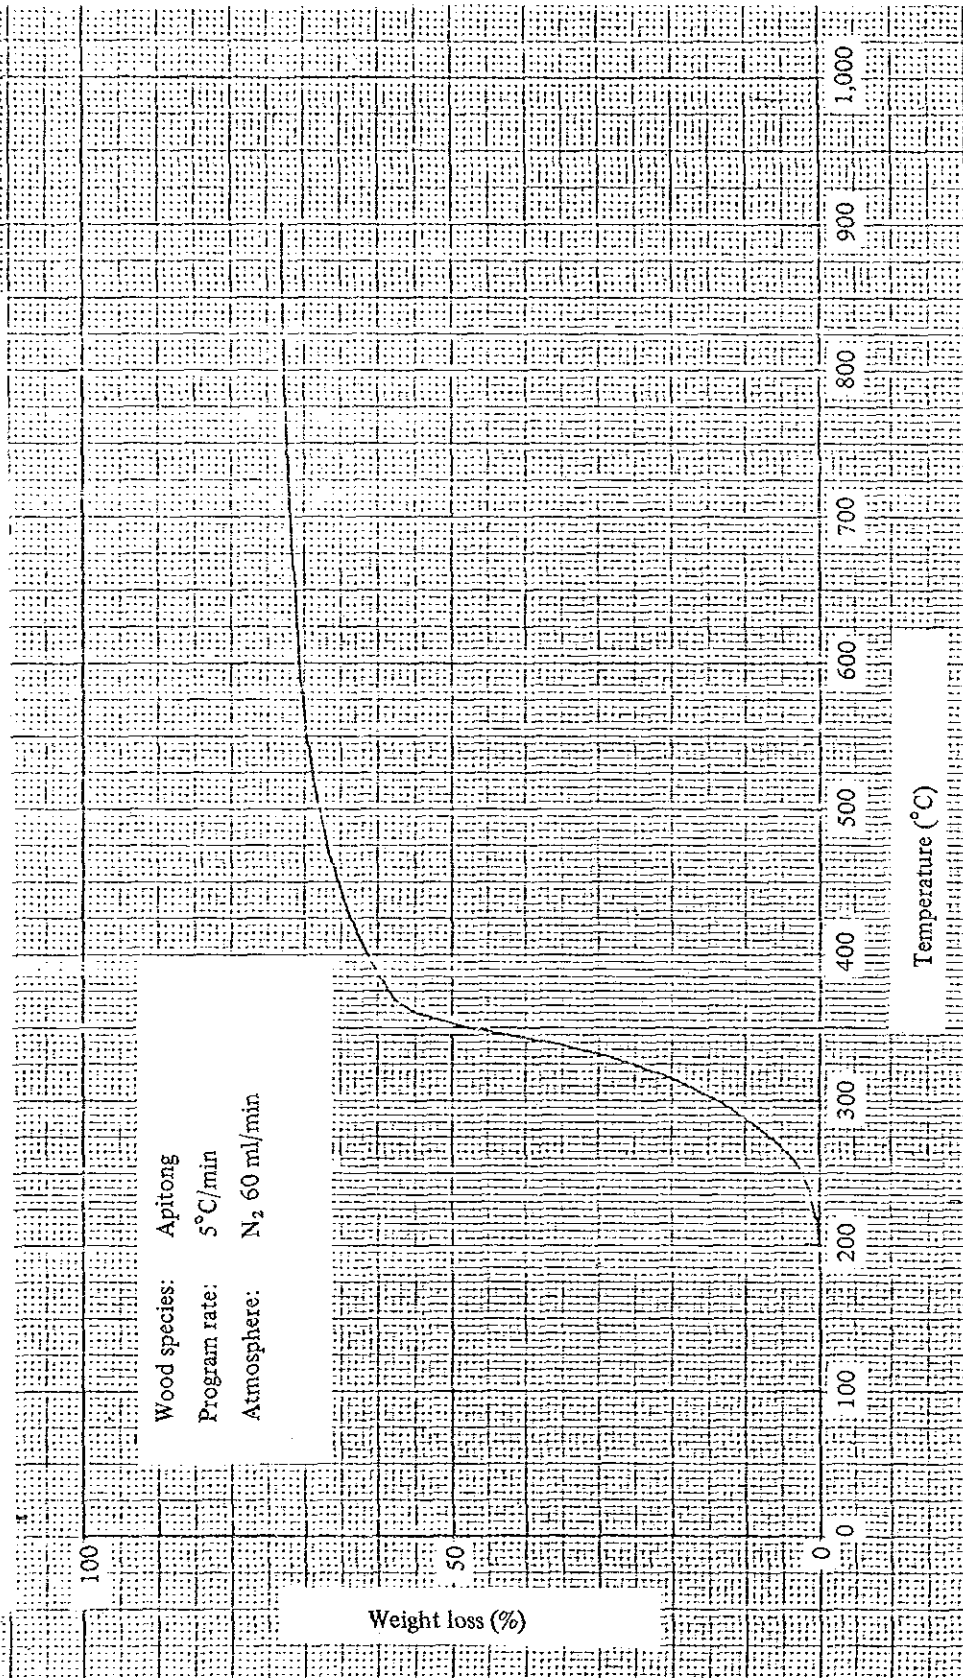 Wood species: Apitong
Program rate: 5°C/min
Atmosphere: N₂ 60 ml/min
Weight loss (%)
100
50
0
0 100 200 300 400 500 600 700 800 900 1,000
Temperature (°C)